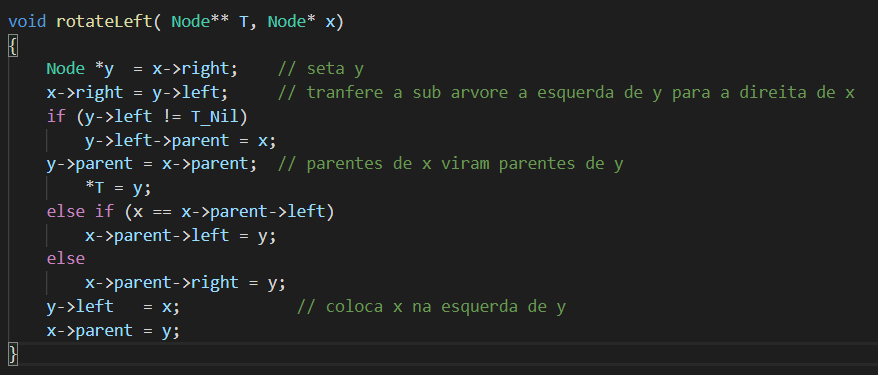 void rotateLeft( Node** T, Node* x)
{
    Node *y  = x->right;    // seta y
    x->right = y->left;     // tranfere a sub arvore a esquerda de y para a direita de x
    if (y->left != T_Nil)
        y->left->parent = x;
    y->parent = x->parent;  // parentes de x viram parentes de y
        *T = y;
    else if (x == x->parent->left)
        x->parent->left = y;
    else
        x->parent->right = y;
    y->left   = x;            // coloca x na esquerda de y
    x->parent = y;
}